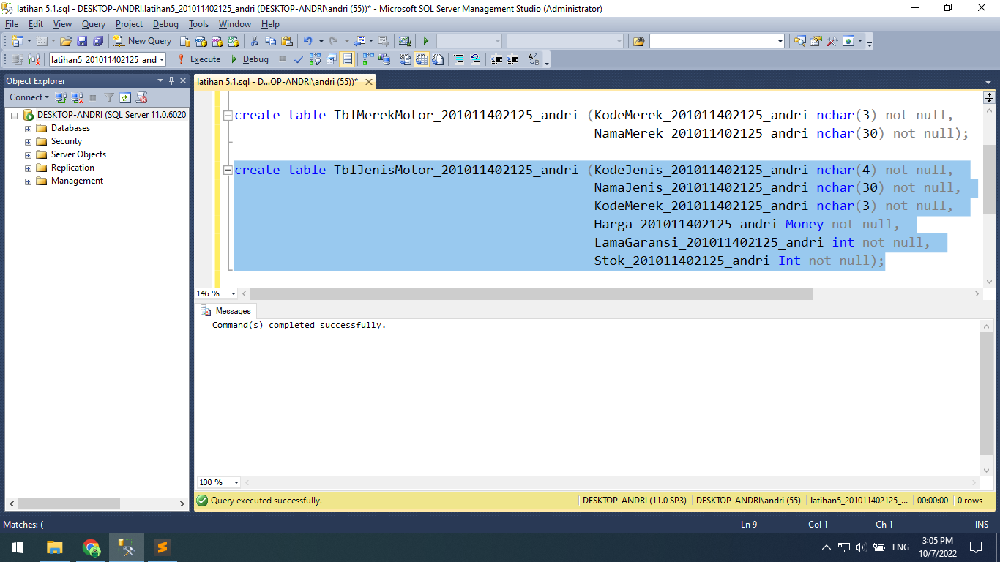 latihan 5.1.sql - DESKTOP-ANDRI.latihan5_201011402125_andri (DESKTOP-ANDRI\andri (55))* - Microsoft SQL Server Management Studio (Administrator)
File Edit View Query Project Debug Tools Window Help
New Query
latihan5_201011402125_and Execute Debug
Object Explorer
latihan 5.1.sql - D...OP-ANDRI\andri (55))*
Connect
DESKTOP-ANDRI (SQL Server 11.0.6020
Databases
Security
Server Objects
Replication
Management
create table TblMerekMotor_201011402125_andri (KodeMerek_201011402125_andri nchar(3) not null,
NamaMerek_201011402125_andri nchar(30) not null);
create table TblJenisMotor_201011402125_andri (KodeJenis_201011402125_andri nchar(4) not null,
NamaJenis_201011402125_andri nchar(30) not null,
KodeMerek_201011402125_andri nchar(3) not null,
Harga_201011402125_andri Money not null,
LamaGaransi_201011402125_andri int not null,
Stok_201011402125_andri Int not null);
146 %
Messages
Command(s) completed successfully.
100 %
Query executed successfully. DESKTOP-ANDRI (11.0 SP3) DESKTOP-ANDRI\andri (55) latihan5_201011402125_... 00:00:00 0 rows
Matches: ( Ln 9 Col 1 Ch 1 INS
ENG
3:05 PM
10/7/2022